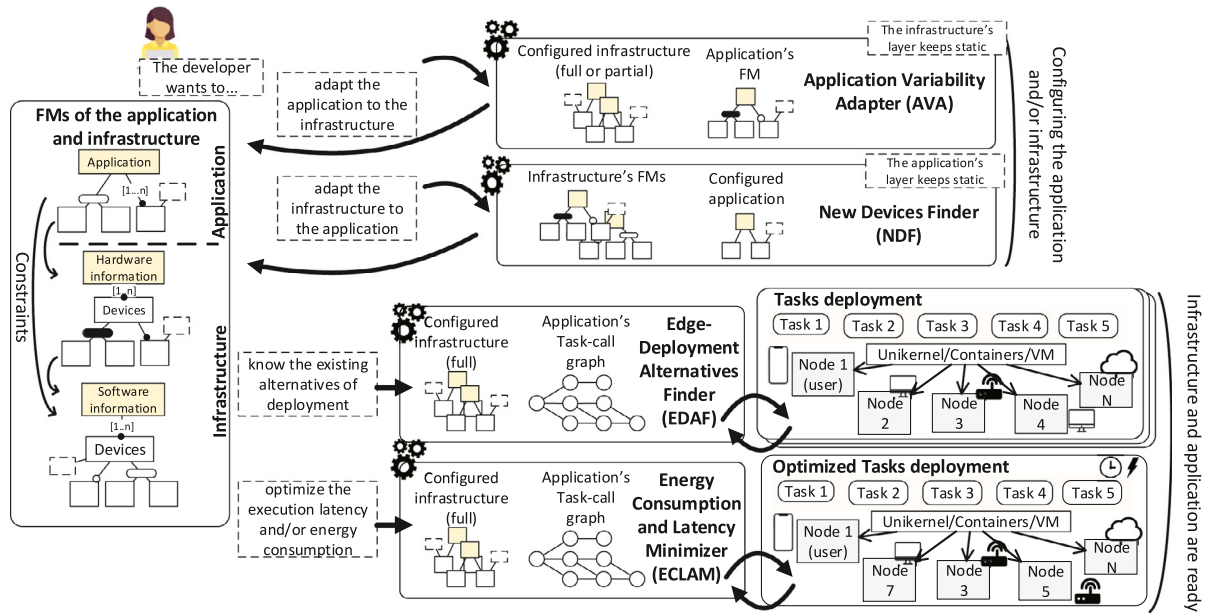 The developer
wants to...
FMs of the application
and infrastructure
Application
[1...n]
Application
Constraints
Hardware
information
[1..n]
Devices
Infrastructure
Software
information
[1..n]
Devices
adapt the
application to the
infrastructure
Configured infrastructure
(full or partial)
Application's
FM
The infrastructure's
layer keeps static
Application Variability
Adapter (AVA)
adapt the
infrastructure to
the application
Infrastructure's FMs
Configured
application
The application's
layer keeps static
New Devices Finder
(NDF)
Configuring the application
and/or infrastructure
know the existing
alternatives of
deployment
Configured
infrastructure
(full)
Application's
Task-call
graph
Edge-
Deployment
Alternatives
Finder
(EDAF)
Tasks deployment
Task 1
Task 2
Task 3
Task 4
Task 5
Unikernel/Containers/VM
Node 1
(user)
Node
2
Node
3
Node
4
Node
N
optimize the
execution latency
and/or energy
consumption
Configured
infrastructure
(full)
Application's
Task-call
graph
Energy
Consumption
and Latency
Minimizer
(ECLAM)
Optimized Tasks deployment
Task 1
Task 2
Task 3
Task 4
Task 5
Unikernel/Containers/VM
Node 1
(user)
Node
7
Node
3
Node
5
Node
N
Infrastructure and application are ready